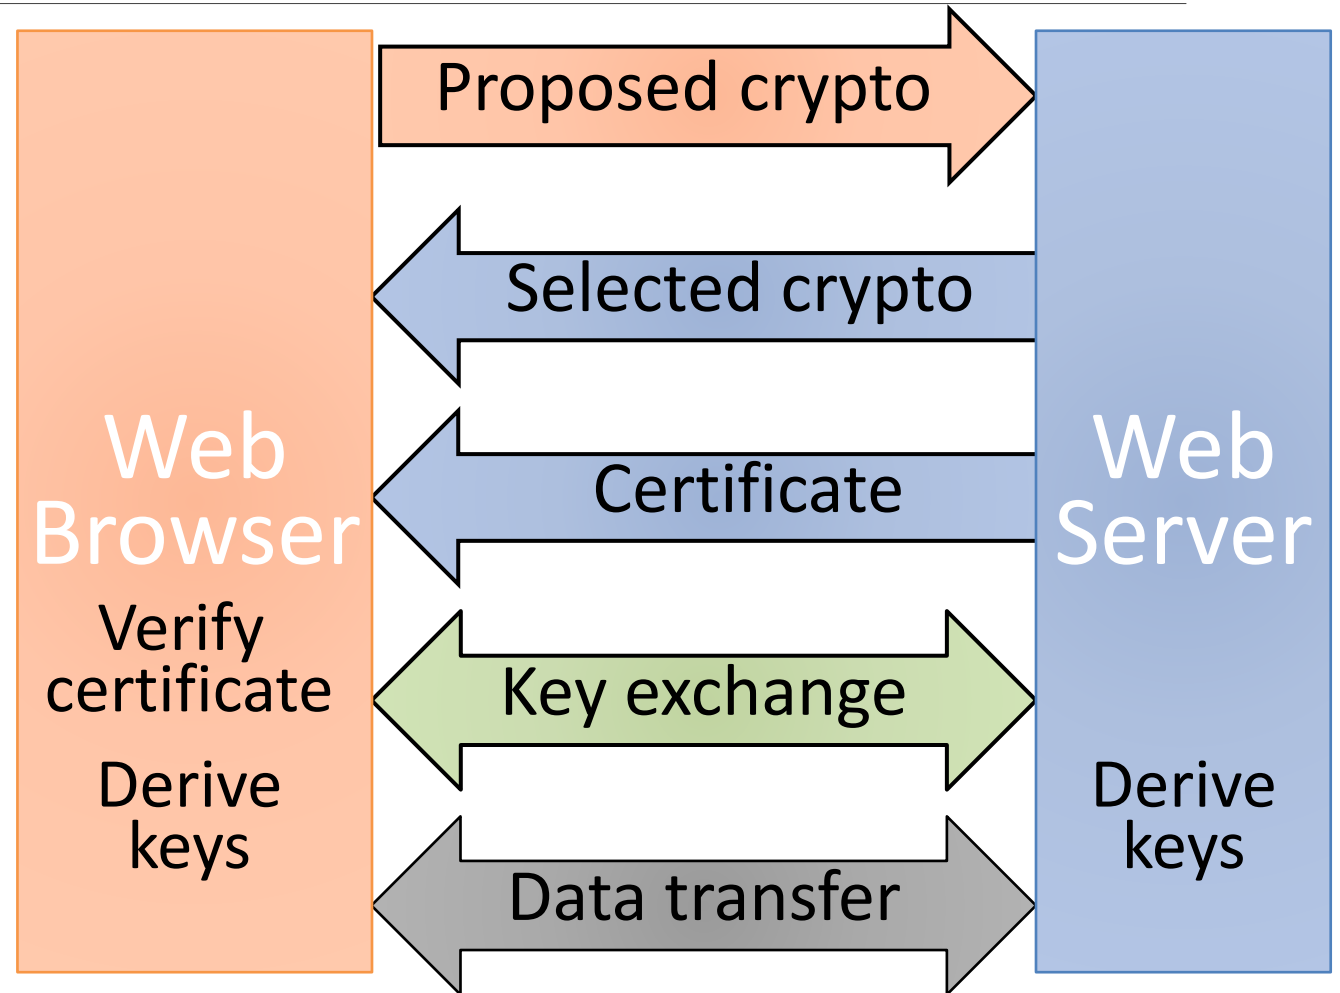 Proposed crypto
Selected crypto
Certificate
Key exchange
Data transfer
Web
Browser
Verify
certificate
Derive
keys
Web
Server
Derive
keys